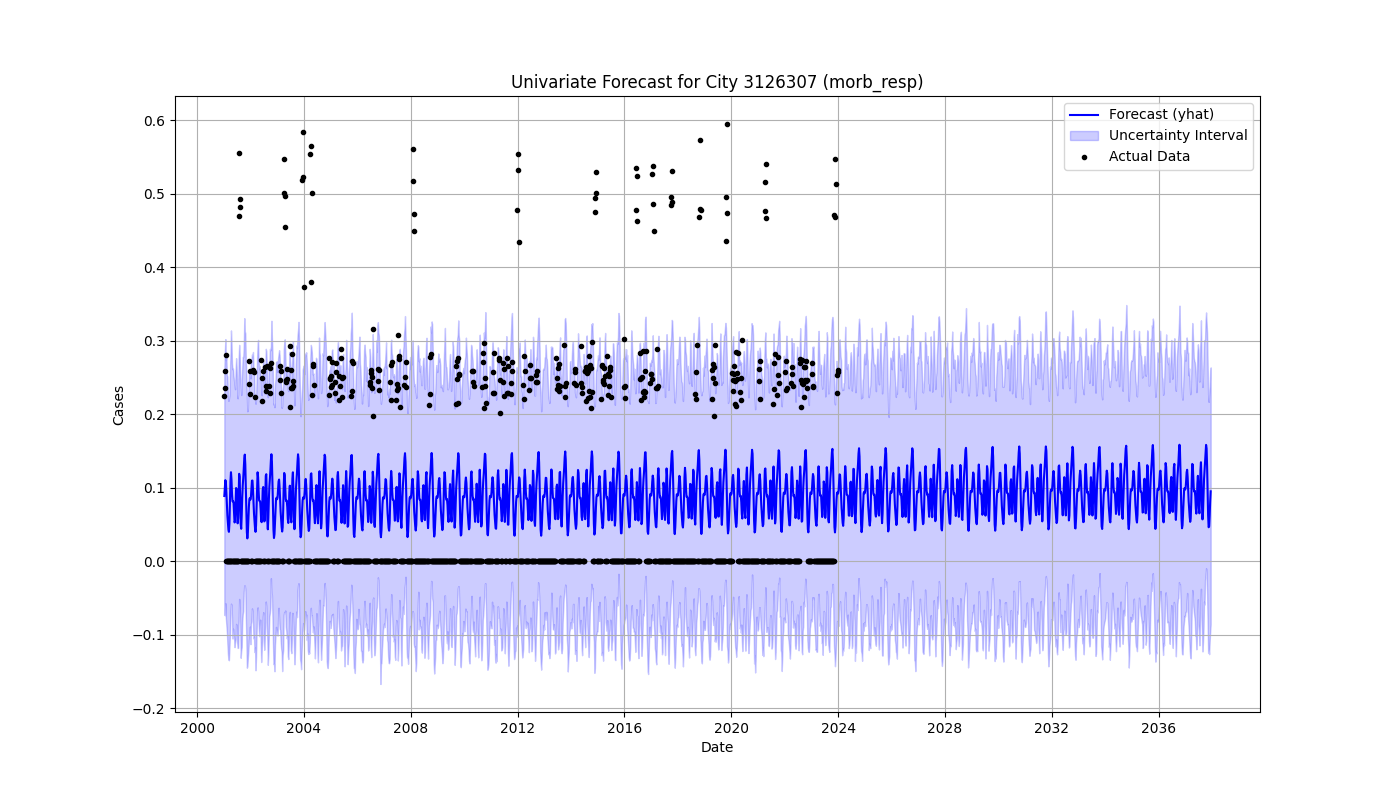 Univariate Forecast for City 3126307 (morb_resp)
Forecast (yhat)
Uncertainty Interval
Actual Data
Cases
0.6
0.5
0.4
0.3
0.2
0.1
0.0
−0.1
−0.2
2000 2004 2008 2012 2016 2020 2024 2028 2032 2036
Date